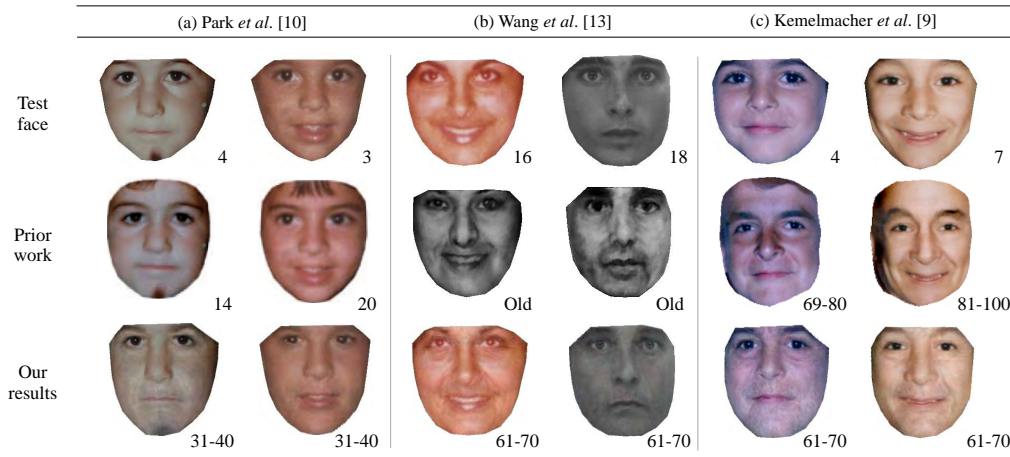 (a) Park et al. [10] (b) Wang et al. [13] (c) Kemelmacher et al. [9]
Test
face
4 3 16 18 4 7
Prior
work
14 20 Old Old 69-80 81-100
Our
results
31-40 31-40 61-70 61-70 61-70 61-70